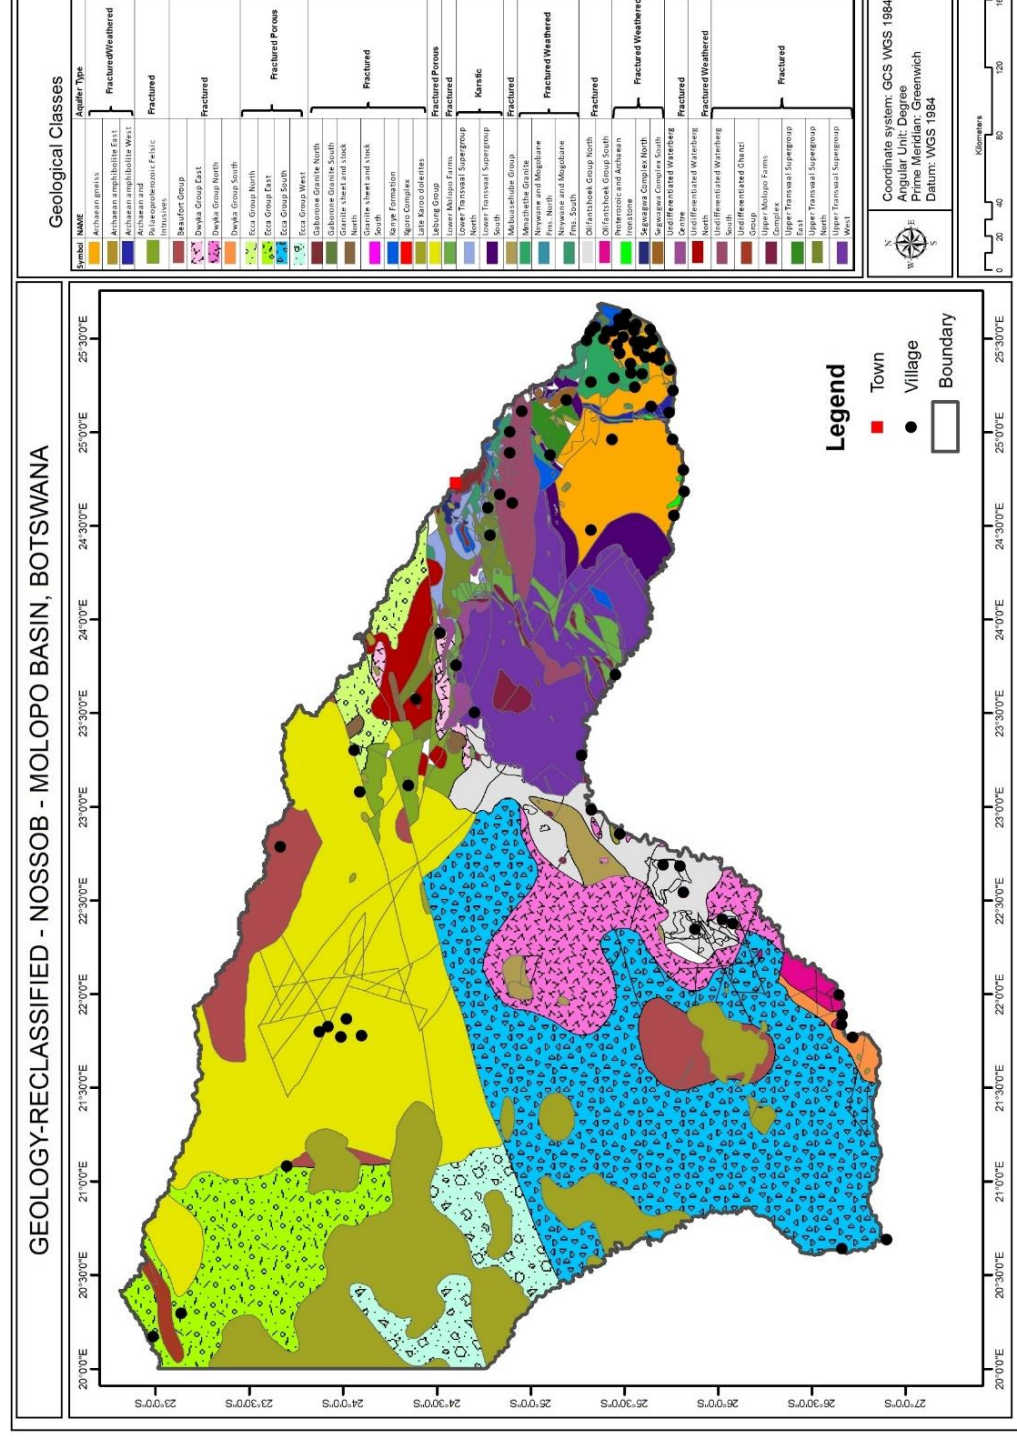 GEOLOGY-RECLASSIFIED - NOSSOB - MOLOPO BASIN, BOTSWANA
20°0'0"E
20°30'0"E
21°0'0"E
21°30'0"E
22°0'0"E
22°30'0"E
23°0'0"E
23°30'0"E
24°0'0"E
24°30'0"E
25°0'0"E
25°30'0"E
23°0'0"S
23°30'0"S
24°0'0"S
24°30'0"S
25°0'0"S
25°30'0"S
26°0'0"S
26°30'0"S
27°0'0"S
Legend
Town
Village
Boundary
Geological Classes
Symbol NAME Aquifer Type
Archaean gneiss
Archaean amphibolite East
Archaean amphibolite West
Archaean and
Palaeoproterozoic Felsic
Intrusives
Beaufort Group
Dwyka Group East
Dwyka Group North
Dwyka Group South
Ecca Group North
Ecca Group East
Ecca Group South
Ecca Group West
Gaborone Granite North
Gaborone Granite South
Granite sheet and stock
North
Granite sheet and stock
South
Kanye Formation
Kgoro Complex
Late Karoo dolerites
Lebung Group
Lower Molopo Farms
Lower Transvaal Supergroup
North
Lower Transvaal Supergroup
South
Mabuasehube Group
Mmathethe Granite
Nnywane and Mogobane
Fms. North
Nnywane and Mogobane
Fms. South
Olifantshoek Group North
Olifantshoek Group South
Proterozoic and Archaean
Ironstone
Segwagwa Complex North
Segwagwa Complex South
Undifferentiated Waterberg
Centre
Undifferentiated Waterberg
North
Undifferentiated Waterberg
South
Undifferentiated Ghanzi
Group
Upper Molopo Farms
Complex
Upper Transvaal Supergroup
East
Upper Transvaal Supergroup
North
Upper Transvaal Supergroup
West
Fractured/Weathered
Fractured
Fractured
Fractured Porous
Fractured
Fractured Porous
Fractured
Karstic
Fractured
Fractured Weathered
Fractured
Fractured Weathered
Fractured
Fractured Weathered
Fractured
N
W
E
S
Coordinate system: GCS WGS 1984
Angular Unit: Degree
Prime Meridian: Greenwich
Datum: WGS 1984
0 20 40 80 120
Kilometers